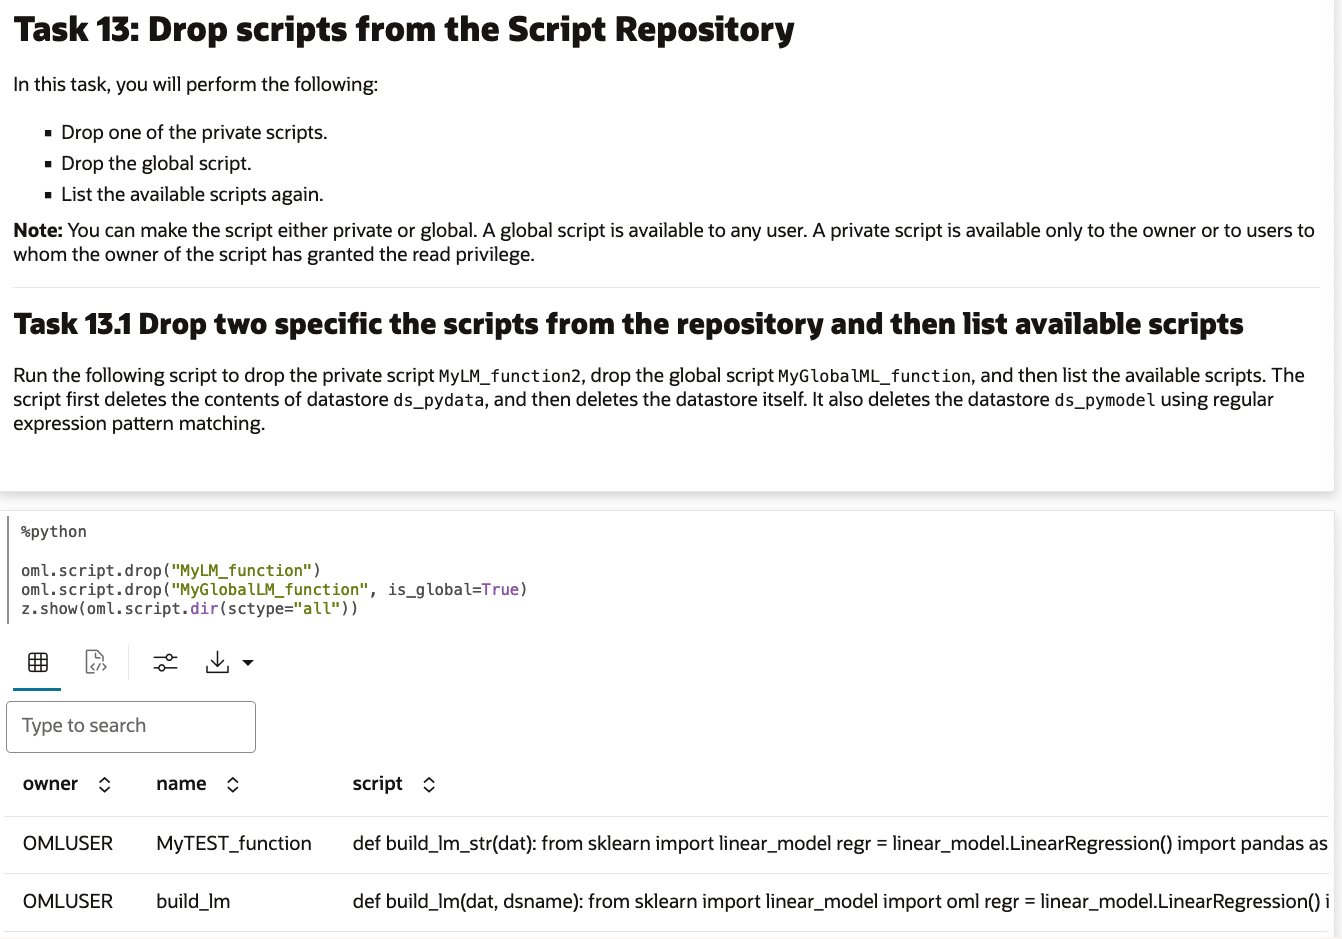 Task 13: Drop scripts from the Script Repository
In this task, you will perform the following:
▪ Drop one of the private scripts.
▪ Drop the global script.
▪ List the available scripts again.
Note: You can make the script either private or global. A global script is available to any user. A private script is available only to the owner or to users to
whom the owner of the script has granted the read privilege.
Task 13.1 Drop two specific the scripts from the repository and then list available scripts
Run the following script to drop the private script MyLM_function2, drop the global script MyGlobalML_function, and then list the available scripts. The
script first deletes the contents of datastore ds_pydata, and then deletes the datastore itself. It also deletes the datastore ds_pymodel using regular
expression pattern matching.
%python
oml.script.drop("MyLM_function")
oml.script.drop("MyGlobalLM_function", is_global=True)
z.show(oml.script.dir(sctype="all"))
Type to search
owner name script
OMLUSER MyTEST_function def build_lm_str(dat): from sklearn import linear_model regr = linear_model.LinearRegression() import pandas as
OMLUSER build_lm def build_lm(dat, dsname): from sklearn import linear_model import oml regr = linear_model.LinearRegression() i